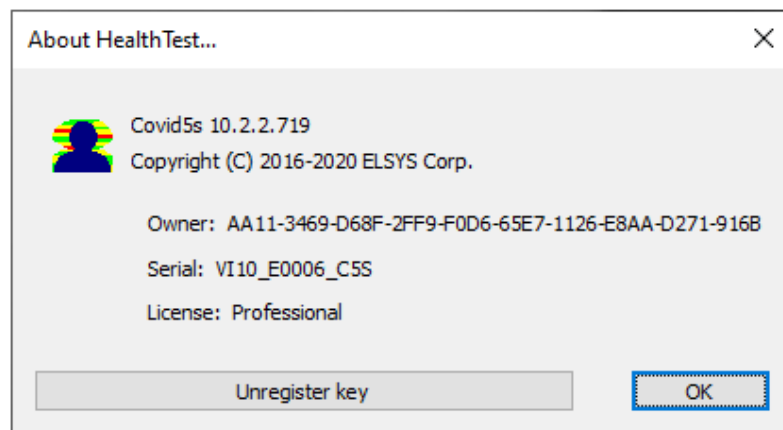 About HealthTest...
Covid5s 10.2.2.719
Copyright (C) 2016-2020 ELSYS Corp.
Owner: AA11-3469-D68F-2FF9-F0D6-65E7-1126-E8AA-D271-916B
Serial: VI10_E0006_C5S
License: Professional
Unregister key
OK